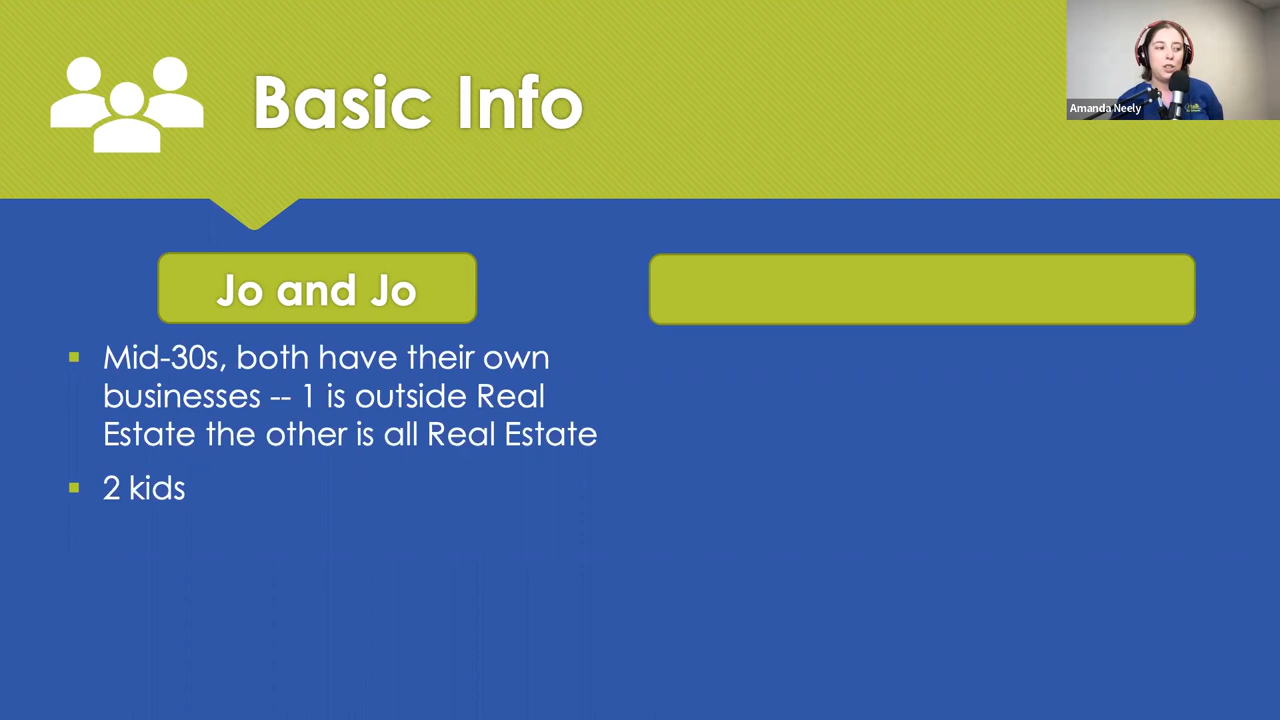 Basic Info
Amanda Neely
Jo and Jo
Mid-30s, both have their own
businesses -- 1 is outside Real
Estate the other is all Real Estate
2 kids